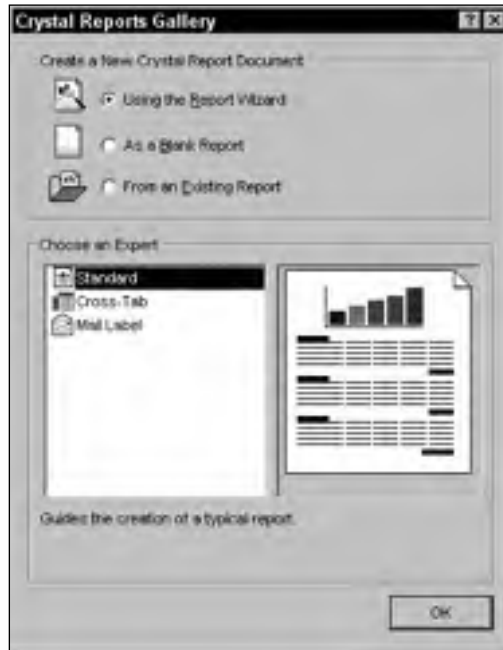 Crystal Reports Gallery
Create a New Crystal Report Document
Using the Report Wizard
As a Blank Report
From an Existing Report
Choose an Expert
Standard
Cross-Tab
Mail Label
Guides the creation of a typical report.
OK